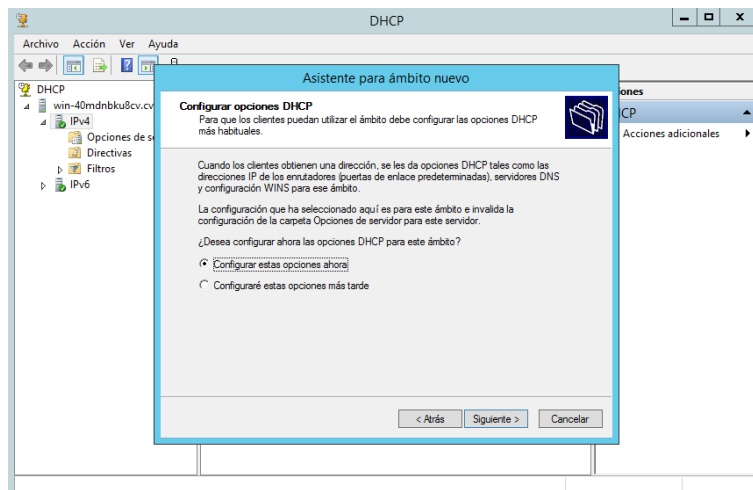 DHCP
Archivo Acción Ver Ayuda
DHCP
win-40mdnbku8cv.cv
IPv4
Opciones de se
Directivas
Filtros
IPv6
Asistente para ámbito nuevo
Configurar opciones DHCP
Para que los clientes puedan utilizar el ámbito debe configurar las opciones DHCP
más habituales.
Cuando los clientes obtienen una dirección, se les da opciones DHCP tales como las
direcciones IP de los enrutadores (puertas de enlace predeterminadas), servidores DNS
y configuración WINS para ese ámbito.
La configuración que ha seleccionado aquí es para este ámbito e invalida la
configuración de la carpeta Opciones de servidor para este servidor.
¿Desea configurar ahora las opciones DHCP para este ámbito?
Configurar estas opciones ahora
Configuraré estas opciones más tarde
< Atrás Siguiente > Cancelar
iones
ICP
Acciones adicionales